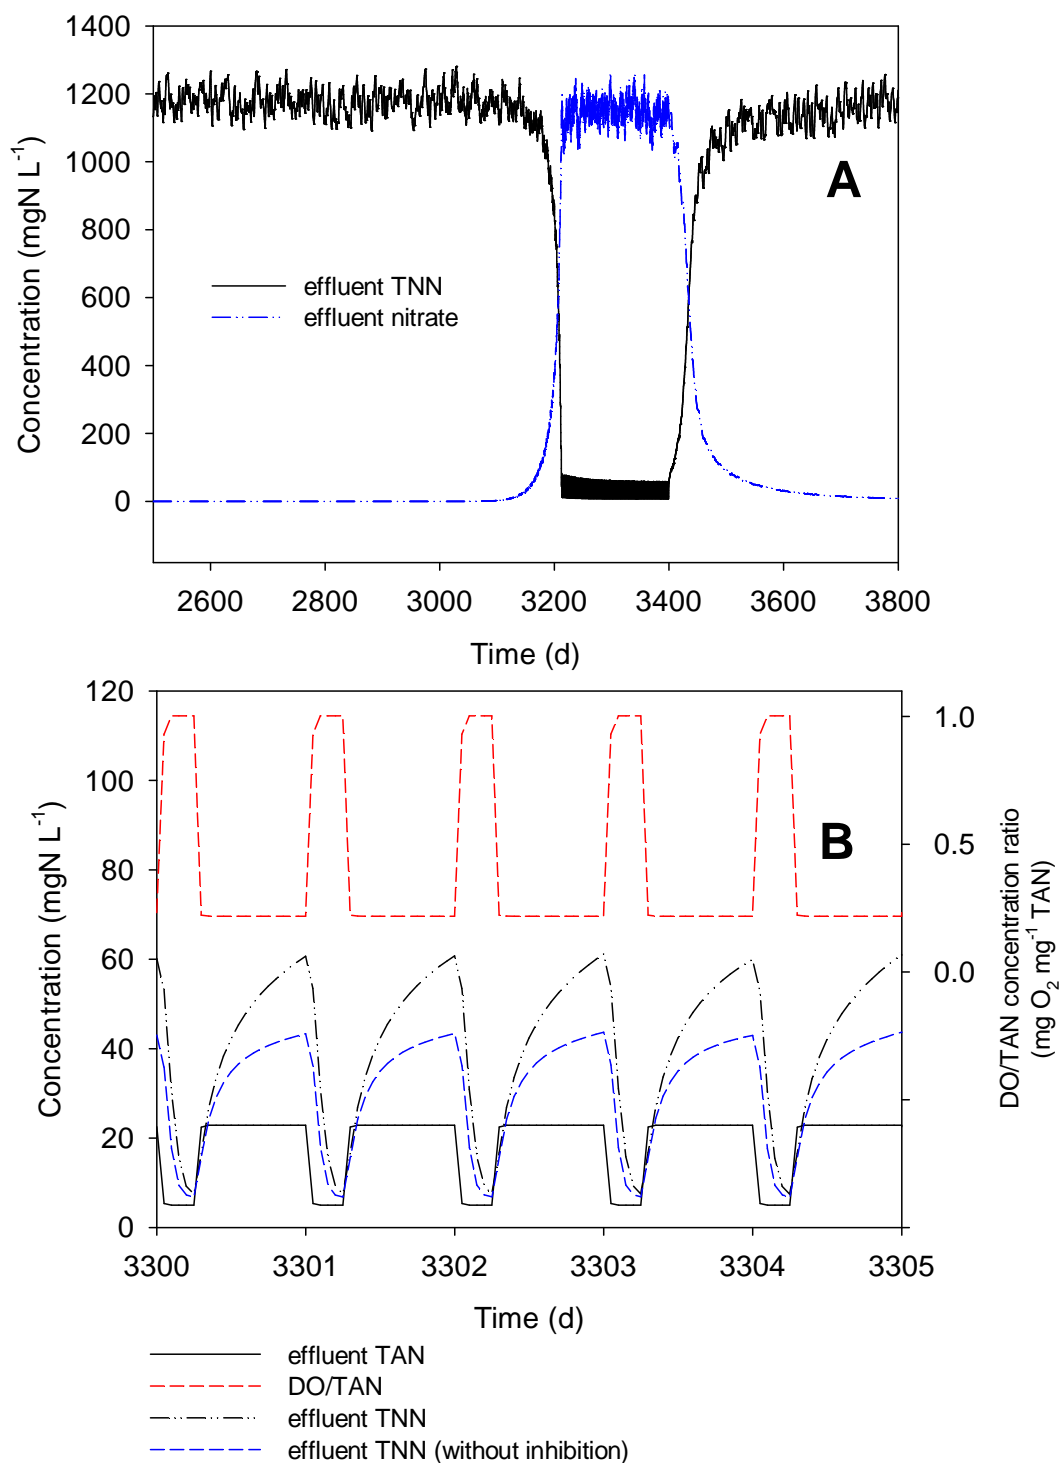 1400
1200
1000
800
600
400
200
0
Concentration (mgN L⁻¹)
A
effluent TNN
effluent nitrate
2600 2800 3000 3200 3400 3600 3800
Time (d)
120
100
80
60
40
20
0
Concentration (mgN L⁻¹)
B
1.0
0.5
0.0
DO/TAN concentration ratio
(mg O₂ mg⁻¹ TAN)
3300 3301 3302 3303 3304 3305
Time (d)
effluent TAN
DO/TAN
effluent TNN
effluent TNN (without inhibition)